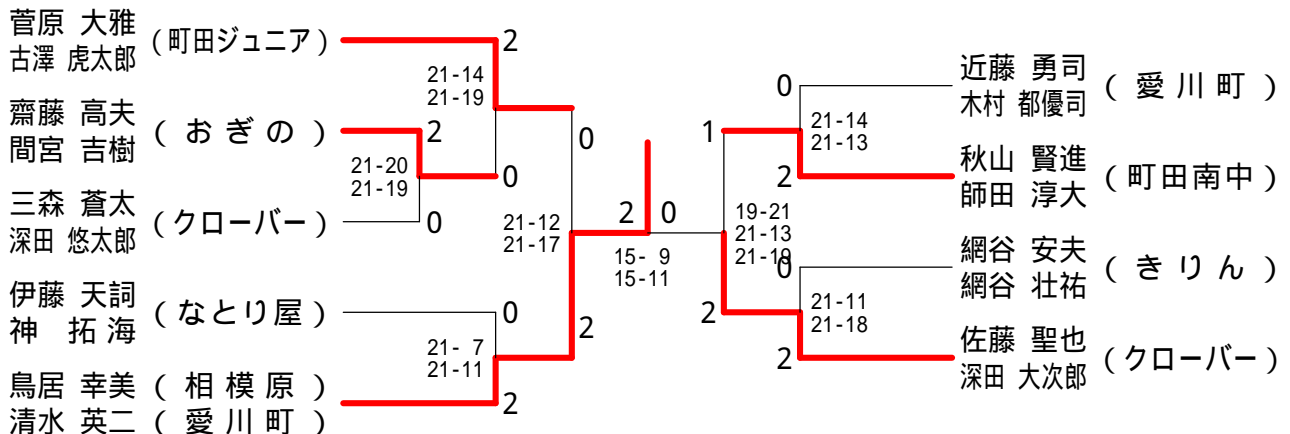 菅原 大雅
古澤 虎太郎
(町田ジュニア)
2
21-14
21-19
齋藤 高夫
間宮 吉樹
(おぎの)
2
0
21-20
21-19
三森 蒼太
深田 悠太郎
(クローバー)
0
0
21-12
21-17
伊藤 天詞
神 拓海
(なとり屋)
0
2
21- 7
21-11
鳥居 幸美 (相模原)
清水 英二 (愛川町)
2
2 0
15- 9
15-11
近藤 勇司
木村 都優司
(愛川町)
0
1
21-14
21-13
秋山 賢進
師田 淳大
(町田南中)
2
19-21
21-13
21-19
網谷 安夫
網谷 壮祐
(きりん)
0
2
21-11
21-18
佐藤 聖也
深田 大次郎
(クローバー)
2